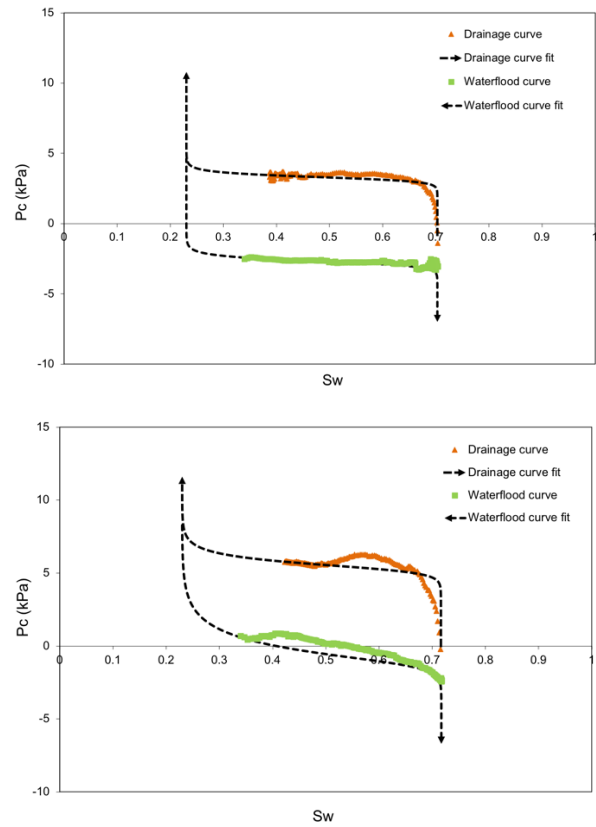 15
Drainage curve
Drainage curve fit
10
Waterflood curve
Waterflood curve fit
5
Pc (kPa)
0
0 0.1 0.2 0.3 0.4 0.5 0.6 0.7 0.8 0.9 1
-5
-10
Sw
15
Drainage curve
Drainage curve fit
10
Waterflood curve
Waterflood curve fit
5
Pc (kPa)
0
0 0.1 0.2 0.3 0.4 0.5 0.6 0.7 0.8 0.9 1
-5
-10
Sw